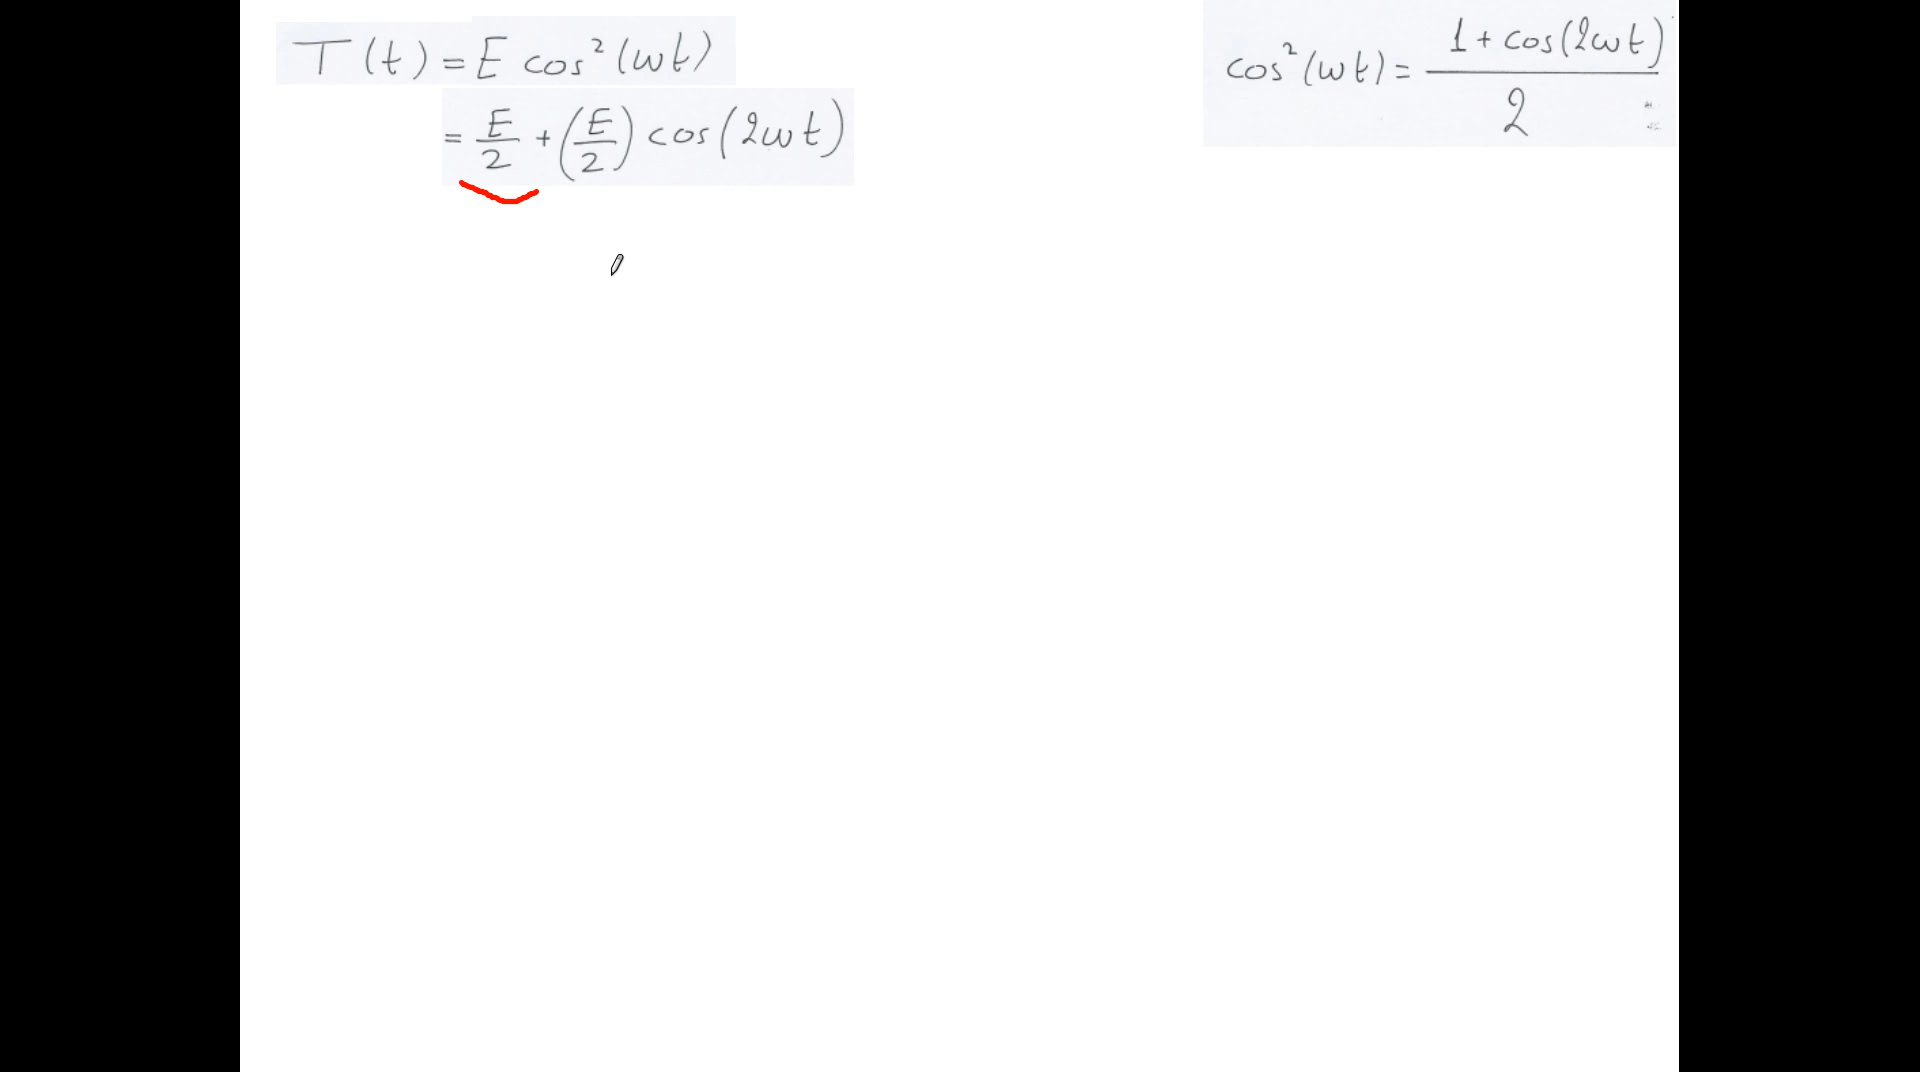 T(t) = E cos²(ωt)
= E/2 + (E/2) cos(2ωt)
cos²(ωt) = (1 + cos(2ωt))/2